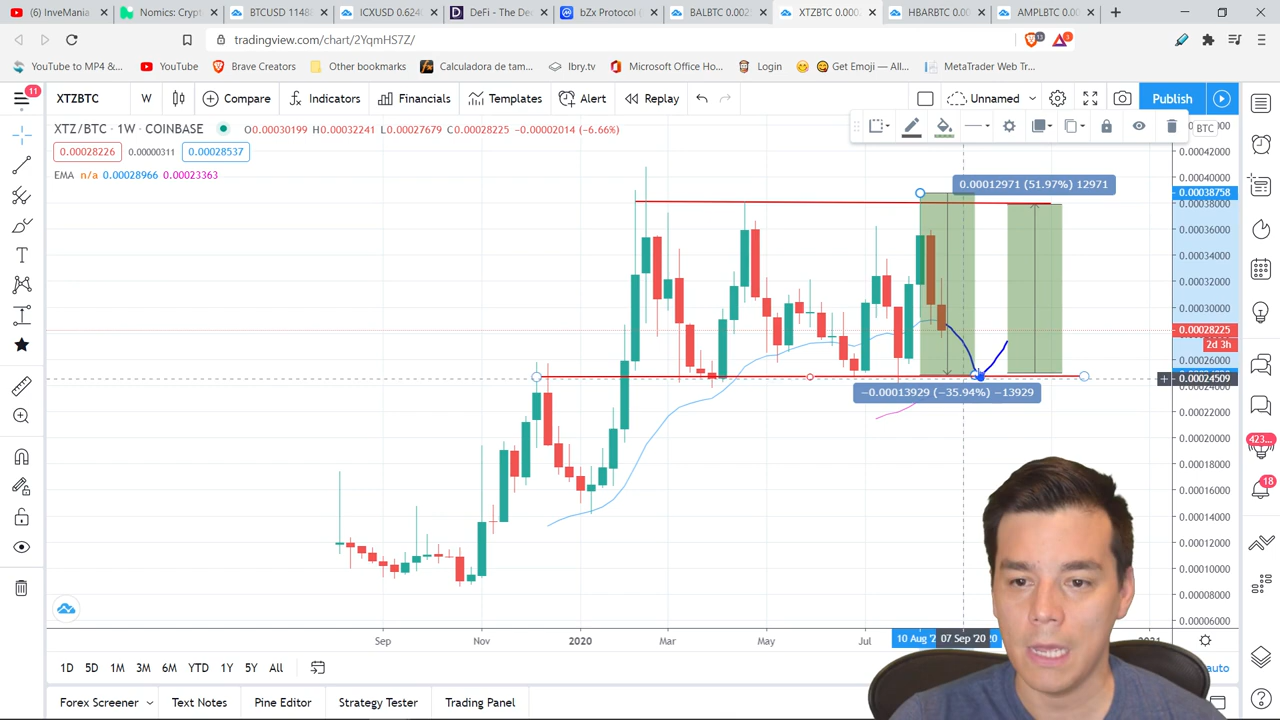 (6) InveMania
Nomics: Crypt
BTCUSD 1148
ICXUSD 0.624
DeFi - The De
bZx Protocol (
BALBTC 0.002
XTZBTC 0.000
HBARBTC 0.0
AMPLBTC 0.0
tradingview.com/chart/2YqmHS7Z/
13
3
YouTube to MP4 &...
YouTube
Brave Creators
Other bookmarks
Calculadora de tam...
lbry.tv
Microsoft Office Ho...
Login
Get Emoji — All...
MetaTrader Web Tr...
11
XTZBTC
W
Compare
Indicators
Financials
Templates
Alert
Replay
Unnamed
Publish
XTZ/BTC · 1W · COINBASE
O0.00030199 H0.00032241 L0.00027679 C0.00028225 −0.00002014 (−6.66%)
BTC
0.00028226
0.00000311
0.00028537
EMA n/a 0.00028966 0.00023363
0.00042000
0.00040000
0.00012971 (51.97%) 12971
0.00038758
0.00038000
0.00036000
0.00034000
0.00032000
0.00030000
0.00028225
2d 3h
0.00026000
0.00024509
−0.00013929 (−35.94%) −13929
0.00022000
0.00020000
0.00018000
0.00016000
0.00014000
0.00012000
0.00010000
0.00008000
0.00006000
423...
18
Sep
Nov
2020
Mar
May
Jul
10 Aug '2
07 Sep '20
20
2021
1D
5D
1M
3M
6M
YTD
1Y
5Y
All
auto
Forex Screener
Text Notes
Pine Editor
Strategy Tester
Trading Panel